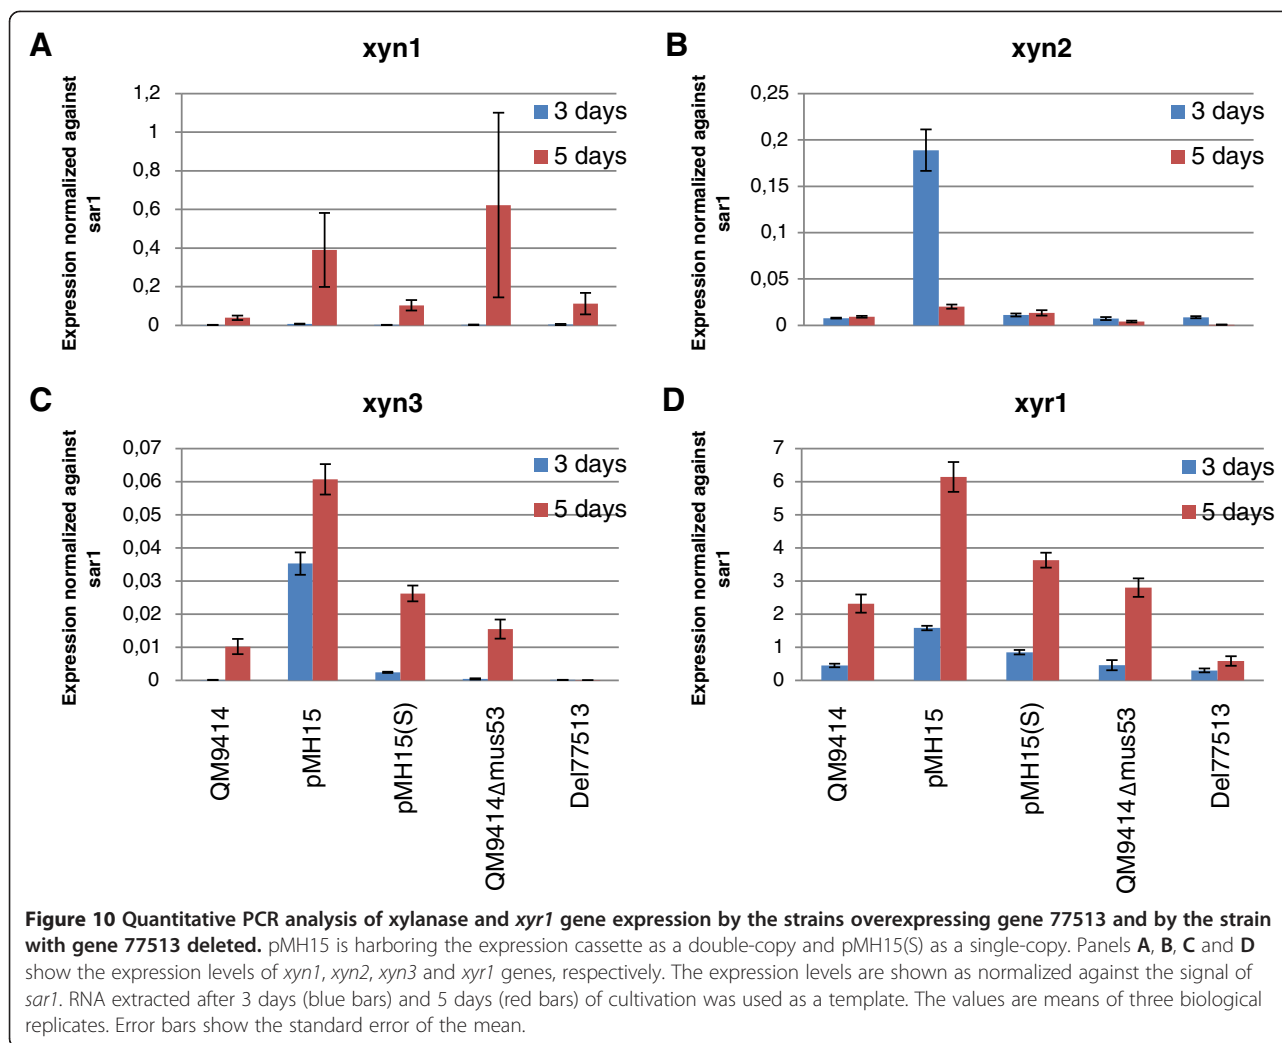 A
xyn1
Expression normalized against
sar1
1,2
1
0,8
0,6
0,4
0,2
0
3 days
5 days
B
xyn2
Expression normalized against
sar1
0,25
0,2
0,15
0,1
0,05
0
3 days
5 days
C
xyn3
Expression normalized against
sar1
0,07
0,06
0,05
0,04
0,03
0,02
0,01
0
3 days
5 days
QM9414
pMH15
pMH15(S)
QM9414Δmus53
Del77513
D
xyr1
Expression normalized against
sar1
7
6
5
4
3
2
1
0
3 days
5 days
QM9414
pMH15
pMH15(S)
QM9414Δmus53
Del77513
Figure 10 Quantitative PCR analysis of xylanase and xyr1 gene expression by the strains overexpressing gene 77513 and by the strain
with gene 77513 deleted. pMH15 is harboring the expression cassette as a double-copy and pMH15(S) as a single-copy. Panels A, B, C and D
show the expression levels of xyn1, xyn2, xyn3 and xyr1 genes, respectively. The expression levels are shown as normalized against the signal of
sar1. RNA extracted after 3 days (blue bars) and 5 days (red bars) of cultivation was used as a template. The values are means of three biological
replicates. Error bars show the standard error of the mean.